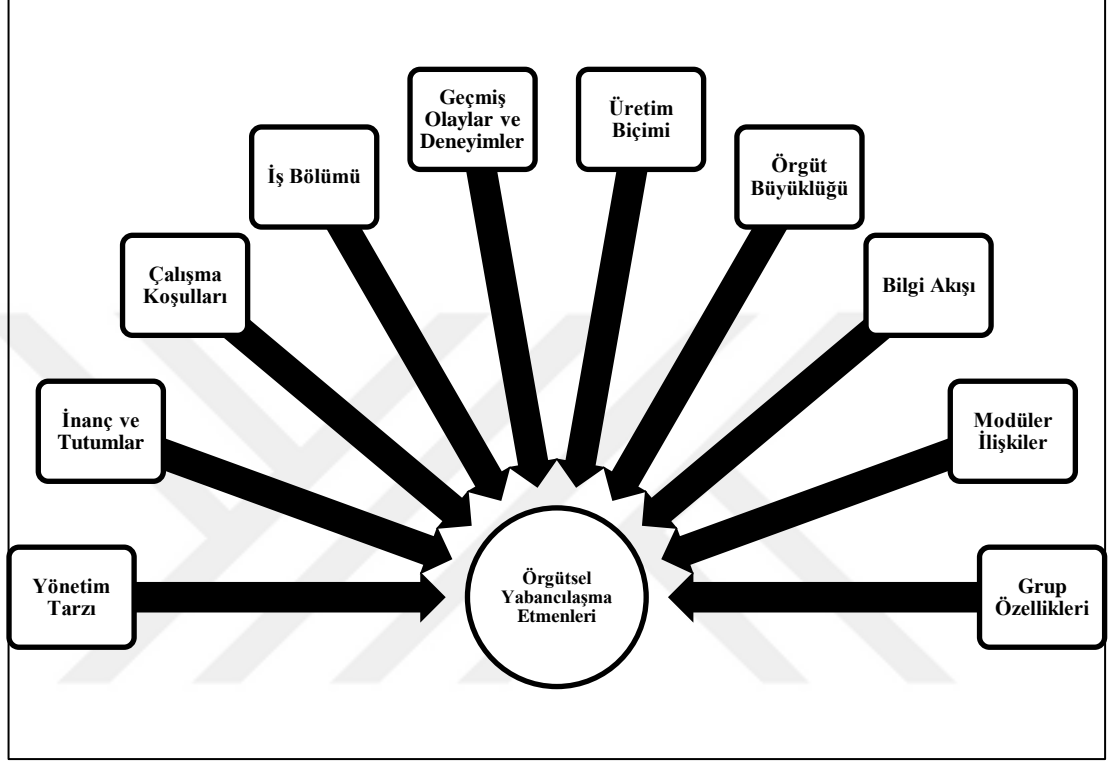 Geçmiş
Olaylar ve
Deneyimler
Üretim
Biçimi
İş Bölümü
Örgüt
Büyüklüğü
Çalışma
Koşulları
Bilgi Akışı
İnanç ve
Tutumlar
Modüler
İlişkiler
Yönetim
Tarzı
Örgütsel
Yabancılaşma
Etmenleri
Grup
Özellikleri